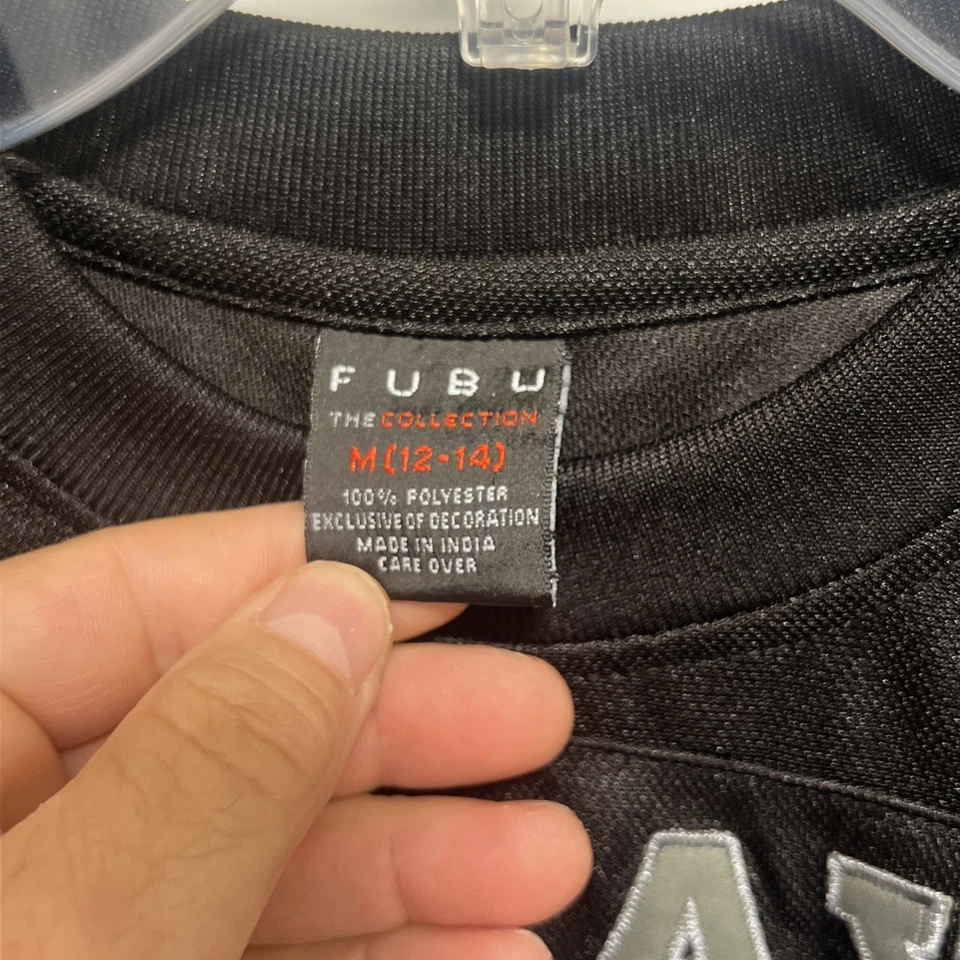 FUBU
THE COLLECTION
M (12-14)
100% POLYESTER
EXCLUSIVE OF DECORATION
MADE IN INDIA
CARE OVER